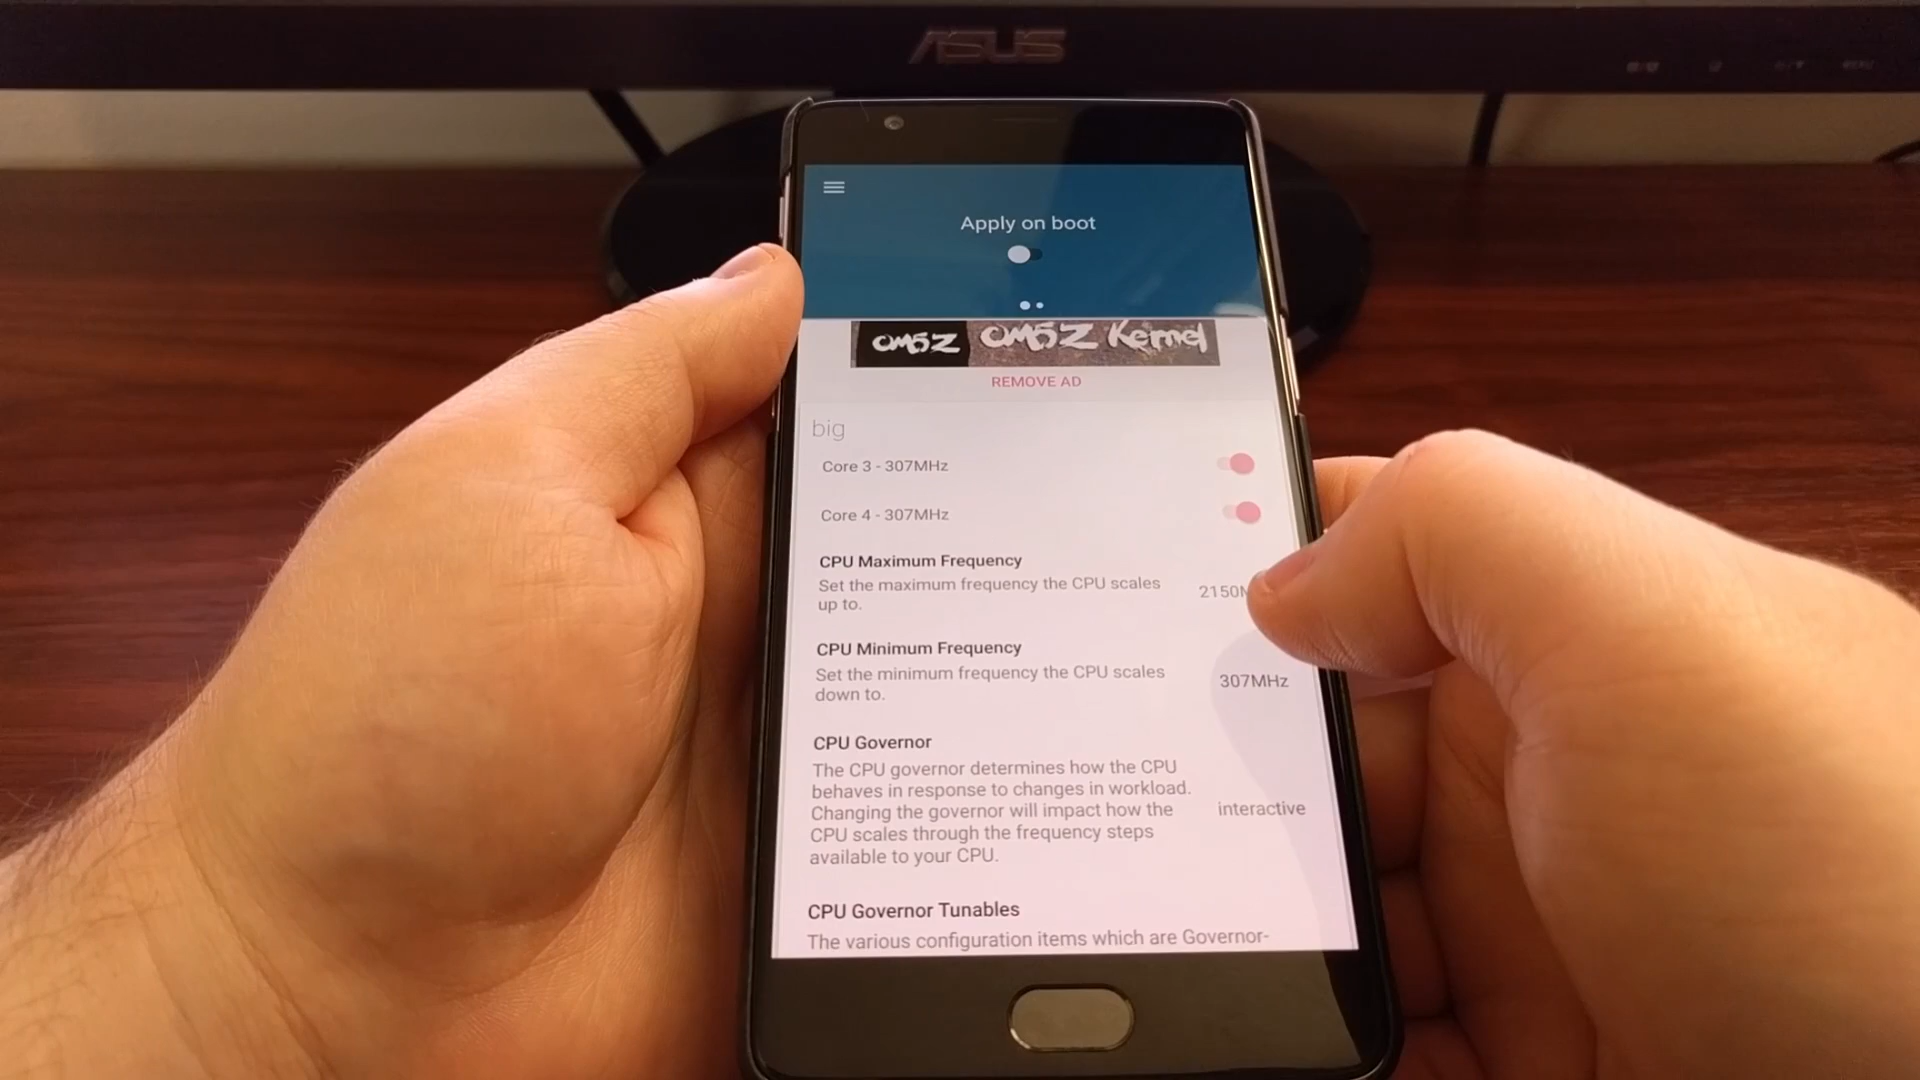 ASUS
Apply on boot
OM5Z OM5Z Kernel
REMOVE AD
big
Core 3 - 307MHz
Core 4 - 307MHz
CPU Maximum Frequency
Set the maximum frequency the CPU scales
up to.
2150M
CPU Minimum Frequency
Set the minimum frequency the CPU scales
down to.
307MHz
CPU Governor
The CPU governor determines how the CPU
behaves in response to changes in workload.
Changing the governor will impact how the
CPU scales through the frequency steps
available to your CPU.
interactive
CPU Governor Tunables
The various configuration items which are Governor-